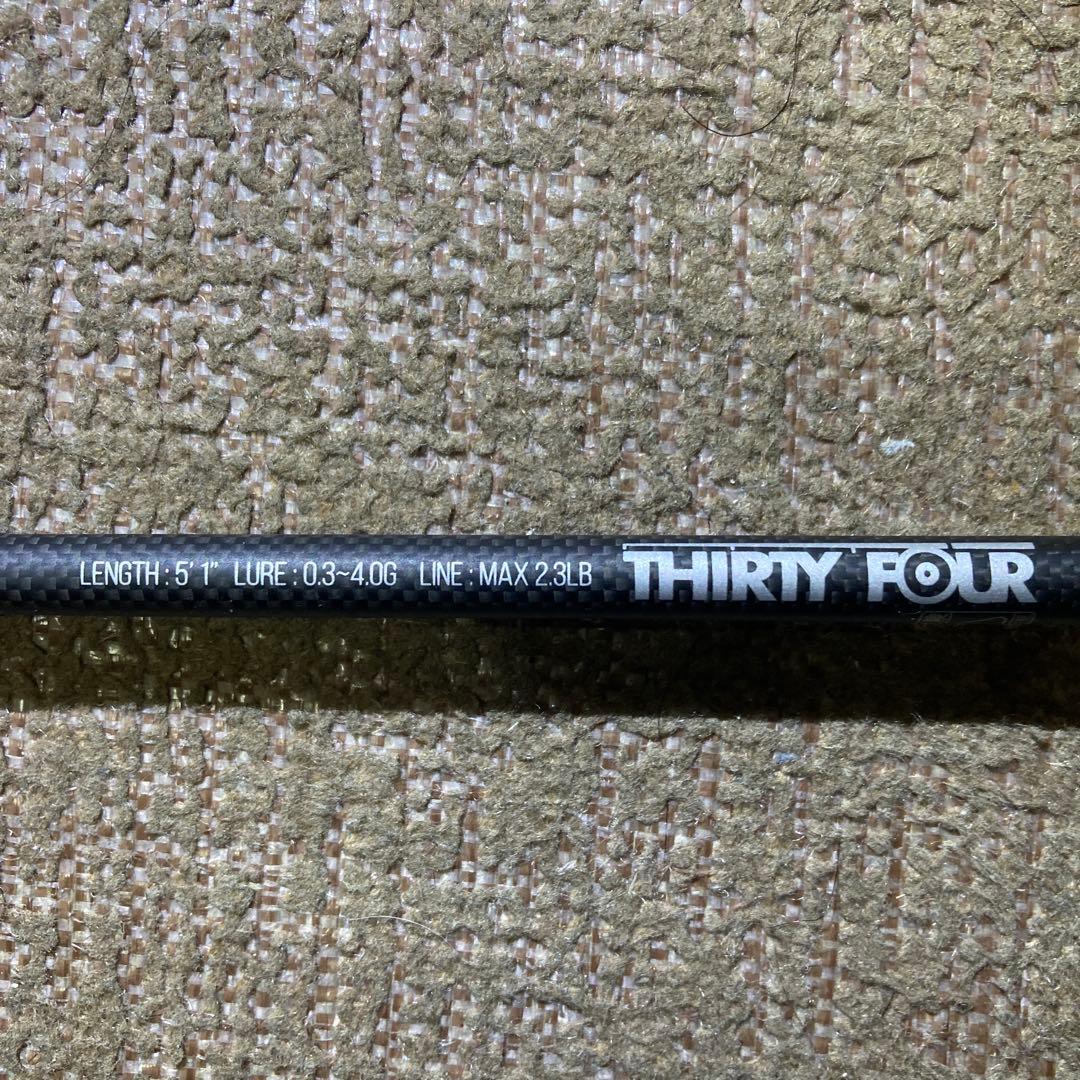 LENGTH : 5' 1" LURE : 0.3~4.0G LINE : MAX 2.3LB THIRTY FOUR